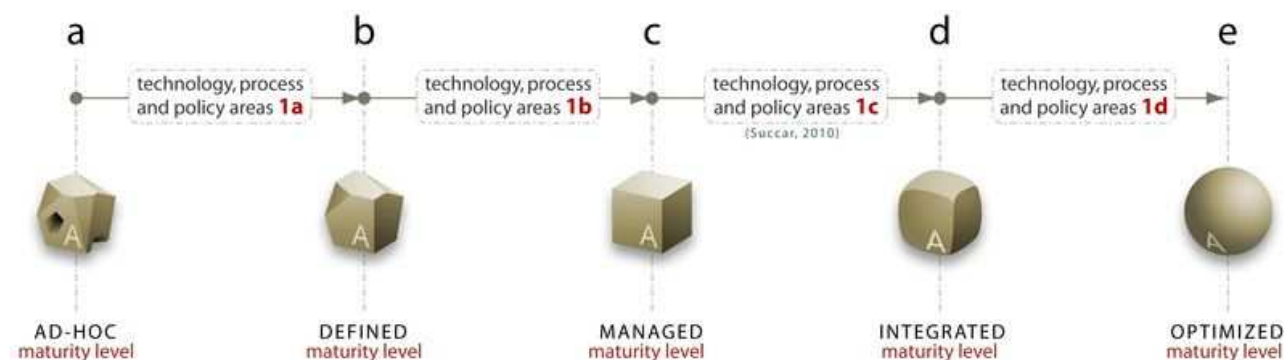 a
b
c
d
e
technology, process
and policy areas 1a
technology, process
and policy areas 1b
technology, process
and policy areas 1c
(Succar, 2010)
technology, process
and policy areas 1d
A
A
A
A
A
AD-HOC
maturity level
DEFINED
maturity level
MANAGED
maturity level
INTEGRATED
maturity level
OPTIMIZED
maturity level